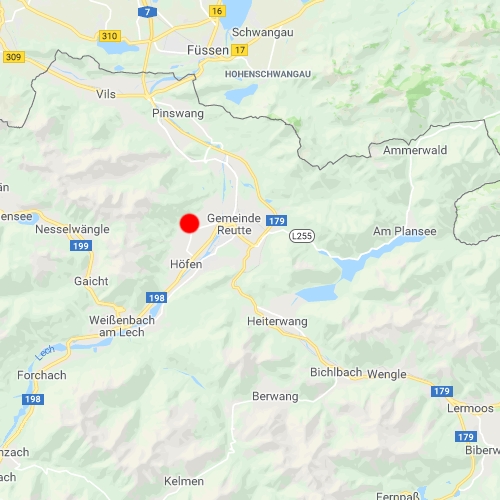 16
7
Schwangau
310
Füssen
17
309
HOHENSCHWANGAU
Vils
Pinswang
Ammerwald
än
ensee
Nesselwängle
199
Gemeinde
Reutte
179
L255
Am Plansee
Höfen
Gaicht
198
Weißenbach
am Lech
Heiterwang
Lech
Forchach
198
Bichlbach
Wengle
179
Berwang
Lermoos
179
nzach
Biberw
ach
Kelmen
Fernpaß